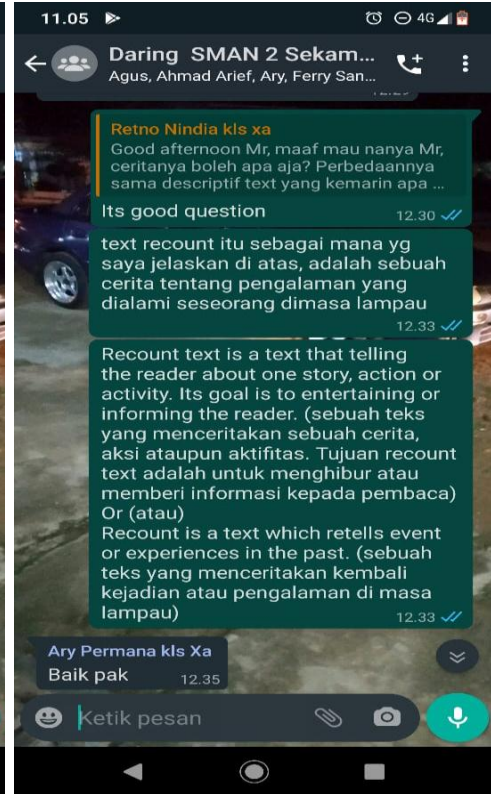 11.05
4G
Daring SMAN 2 Sekam...
Agus, Ahmad Arief, Ary, Ferry San...
Retno Nindia kls xa
Good afternoon Mr, maaf mau nanya Mr,
ceritanya boleh apa aja? Perbedaannya
sama descriptif text yang kemarin apa ...
Its good question
12.30
text recount itu sebagai mana yg
saya jelaskan di atas, adalah sebuah
cerita tentang pengalaman yang
dialami seseorang dimasa lampau
12.33
Recount text is a text that telling
the reader about one story, action or
activity. Its goal is to entertaining or
informing the reader. (sebuah teks
yang menceritakan sebuah cerita,
aksi ataupun aktifitas. Tujuan recount
text adalah untuk menghibur atau
memberi informasi kepada pembaca)
Or (atau)
Recount is a text which retells event
or experiences in the past. (sebuah
teks yang menceritakan kembali
kejadian atau pengalaman di masa
lampau)
12.33
Ary Permana kls Xa
Baik pak
12.35
Ketik pesan